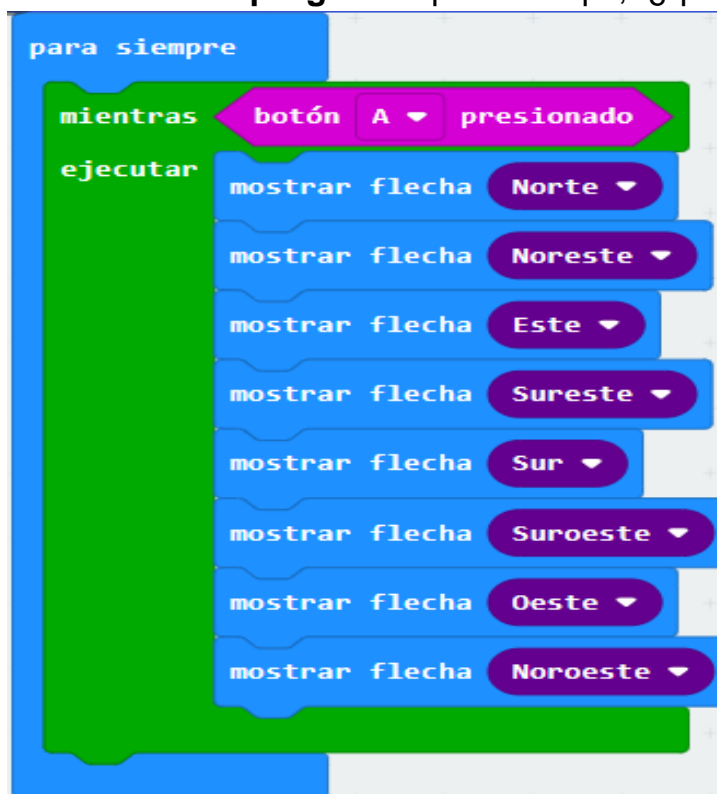 para siempre
mientras botón A presionado
ejecutar
mostrar flecha Norte
mostrar flecha Noreste
mostrar flecha Este
mostrar flecha Sureste
mostrar flecha Sur
mostrar flecha Suroeste
mostrar flecha Oeste
mostrar flecha Noroeste